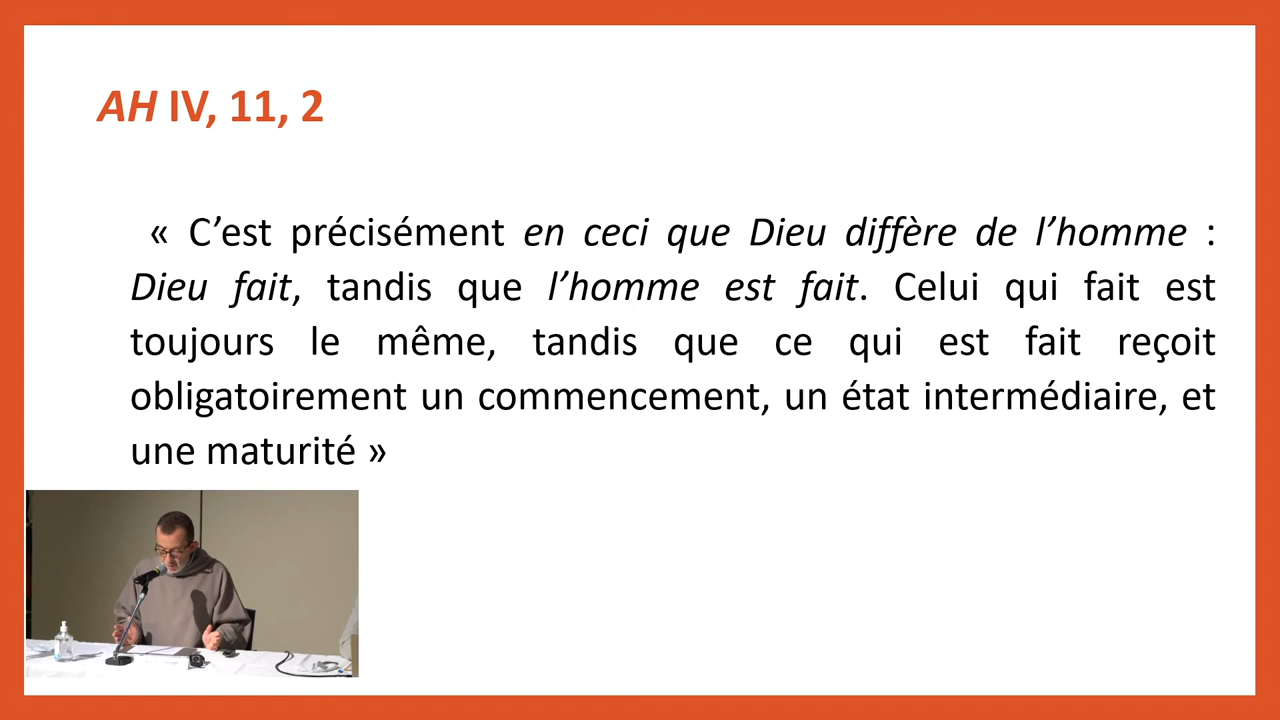 AH IV, 11, 2
« C’est précisément en ceci que Dieu diffère de l’homme :
Dieu fait, tandis que l’homme est fait. Celui qui fait est
toujours le même, tandis que ce qui est fait reçoit
obligatoirement un commencement, un état intermédiaire, et
une maturité »